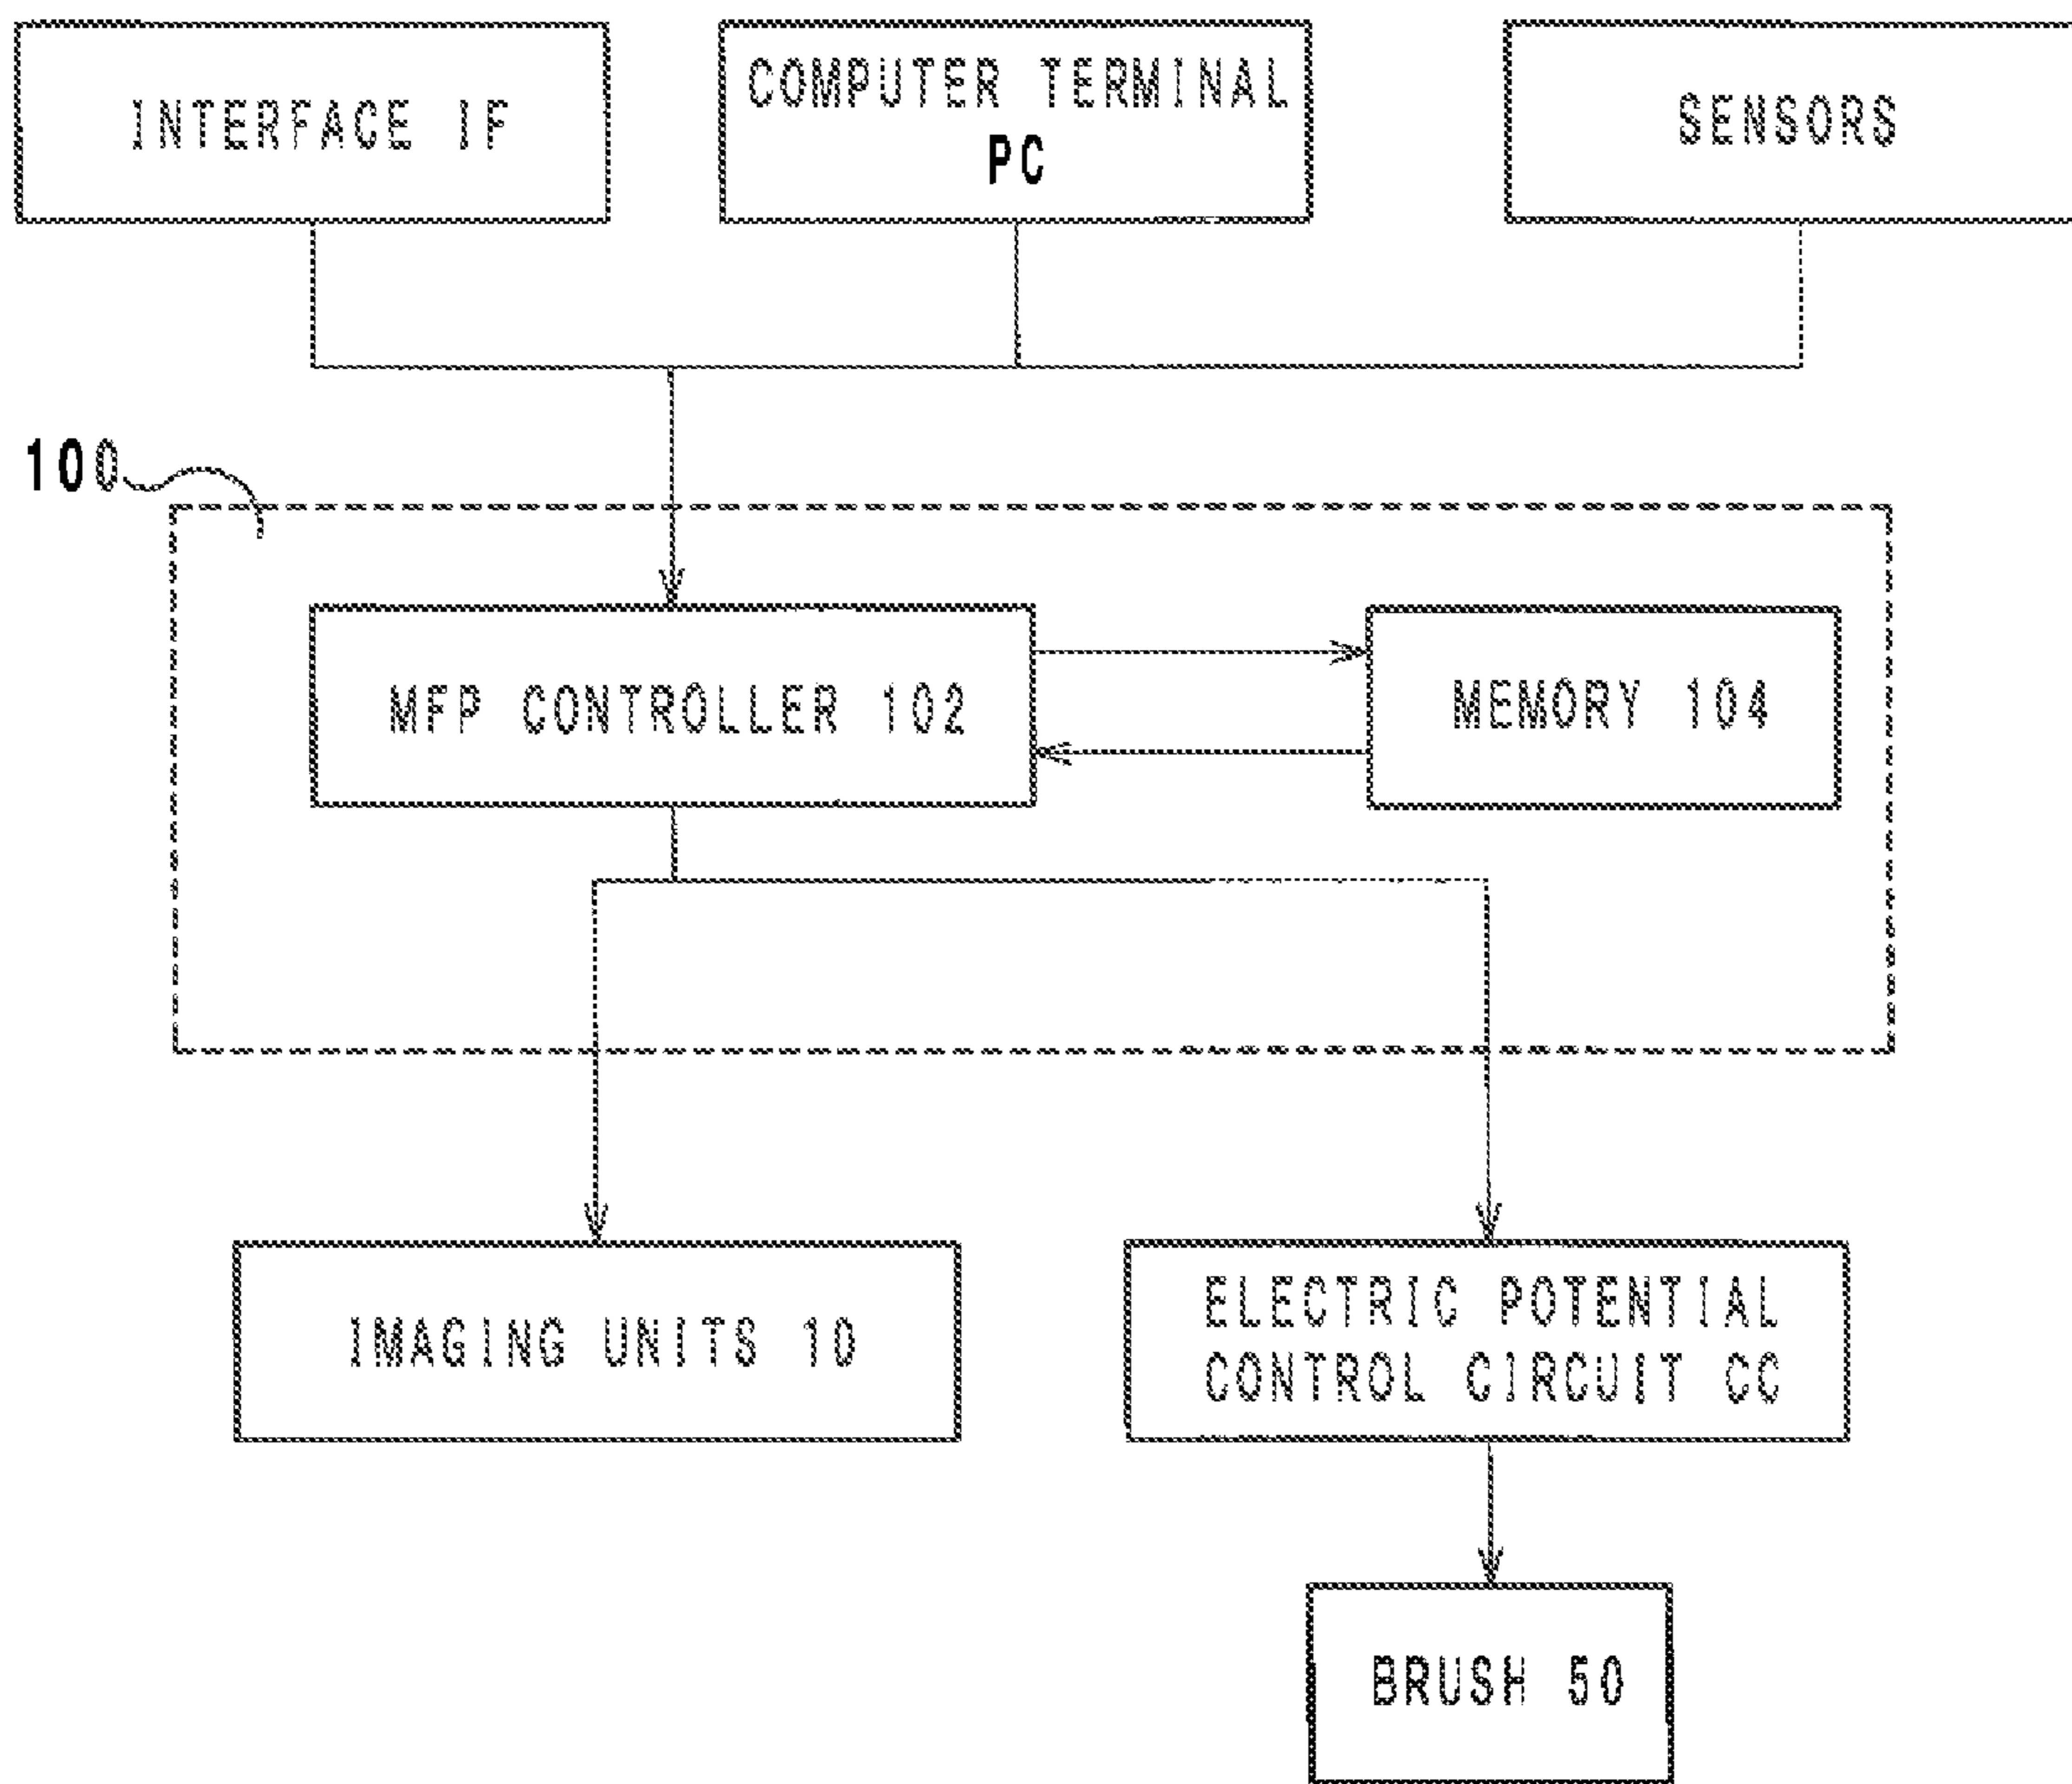 INTERFACE IF
COMPUTER TERMINAL
PC
SENSORS
100
MFP CONTROLLER 102
MEMORY 104
IMAGING UNITS 10
ELECTRIC POTENTIAL
CONTROL CIRCUIT CC
BRUSH 50